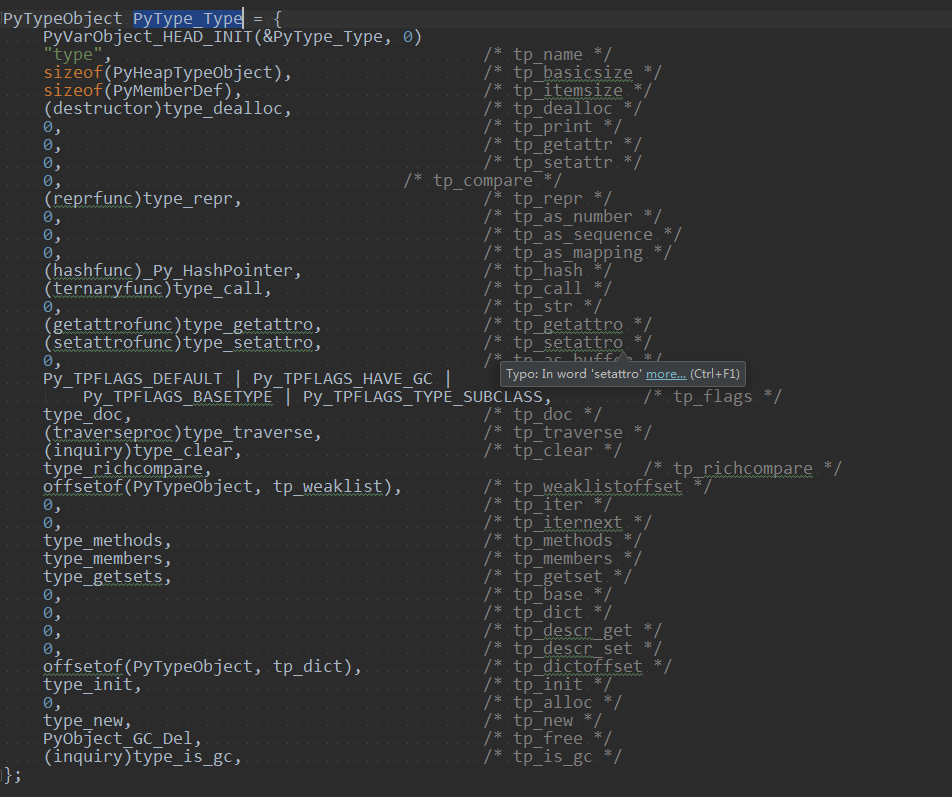 PyTypeObject PyType_Type = {
    PyVarObject_HEAD_INIT(&PyType_Type, 0)
    "type",                                     /* tp_name */
    sizeof(PyHeapTypeObject),                   /* tp_basicsize */
    sizeof(PyMemberDef),                        /* tp_itemsize */
    (destructor)type_dealloc,                   /* tp_dealloc */
    0,                                          /* tp_print */
    0,                                          /* tp_getattr */
    0,                                          /* tp_setattr */
    0,                                  /* tp_compare */
    (reprfunc)type_repr,                        /* tp_repr */
    0,                                          /* tp_as_number */
    0,                                          /* tp_as_sequence */
    0,                                          /* tp_as_mapping */
    (hashfunc)_Py_HashPointer,                  /* tp_hash */
    (ternaryfunc)type_call,                     /* tp_call */
    0,                                          /* tp_str */
    (getattrofunc)type_getattro,                /* tp_getattro */
    (setattrofunc)type_setattro,                /* tp_setattro */
    0,                                          /* tp_as_buffer */
Typo: In word 'setattro' more... (Ctrl+F1)
    Py_TPFLAGS_DEFAULT | Py_TPFLAGS_HAVE_GC |
        Py_TPFLAGS_BASETYPE | Py_TPFLAGS_TYPE_SUBCLASS,         /* tp_flags */
    type_doc,                                   /* tp_doc */
    (traverseproc)type_traverse,                /* tp_traverse */
    (inquiry)type_clear,                        /* tp_clear */
    type_richcompare,                                           /* tp_richcompare */
    offsetof(PyTypeObject, tp_weaklist),        /* tp_weaklistoffset */
    0,                                          /* tp_iter */
    0,                                          /* tp_iternext */
    type_methods,                               /* tp_methods */
    type_members,                               /* tp_members */
    type_getsets,                               /* tp_getset */
    0,                                          /* tp_base */
    0,                                          /* tp_dict */
    0,                                          /* tp_descr_get */
    0,                                          /* tp_descr_set */
    offsetof(PyTypeObject, tp_dict),            /* tp_dictoffset */
    type_init,                                  /* tp_init */
    0,                                          /* tp_alloc */
    type_new,                                   /* tp_new */
    PyObject_GC_Del,                            /* tp_free */
    (inquiry)type_is_gc,                        /* tp_is_gc */
};